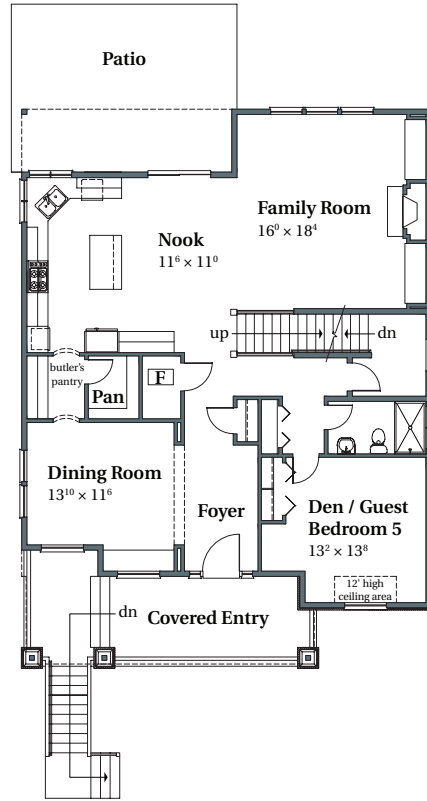 Patio
Family Room
16⁰ × 18⁴
Nook
11⁶ × 11⁰
up
dn
butler's
pantry
Pan
F
Dining Room
13¹⁰ × 11⁶
Foyer
Den / Guest
Bedroom 5
13² × 13⁸
12' high
ceiling area
dn
Covered Entry